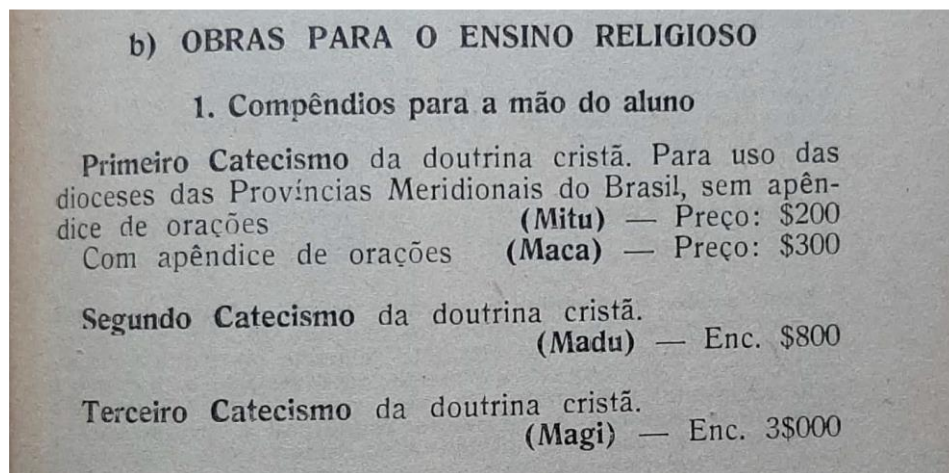 b) OBRAS PARA O ENSINO RELIGIOSO
1. Compêndios para a mão do aluno
Primeiro Catecismo da doutrina cristã. Para uso das
dioceses das Províncias Meridionais do Brasil, sem apên-
dice de orações (Mitu) — Preço: $200
Com apêndice de orações (Maca) — Preço: $300
Segundo Catecismo da doutrina cristã.
(Madu) — Enc. $800
Terceiro Catecismo da doutrina cristã.
(Magi) — Enc. 3$000